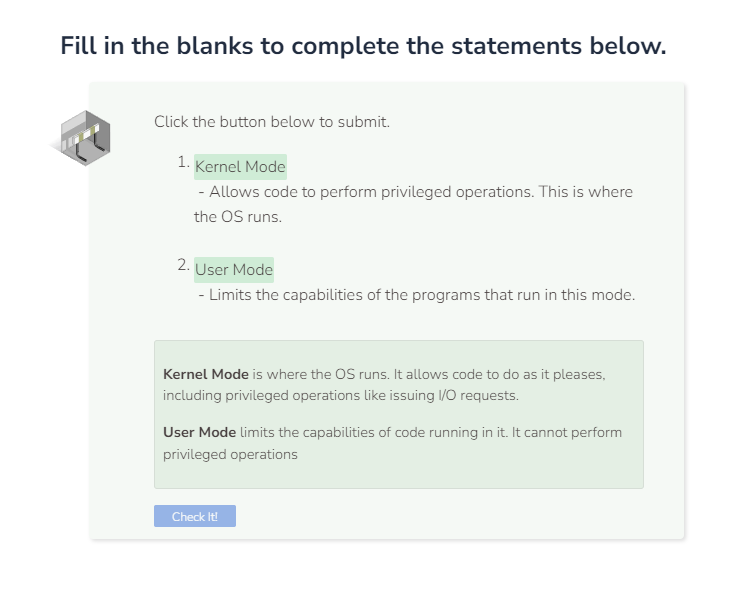 Fill in the blanks to complete the statements below.
Click the button below to submit.
1. Kernel Mode
- Allows code to perform privileged operations. This is where
the OS runs.
2. User Mode
- Limits the capabilities of the programs that run in this mode.
Kernel Mode is where the OS runs. It allows code to do as it pleases,
including privileged operations like issuing I/O requests.
User Mode limits the capabilities of code running in it. It cannot perform
privileged operations
Check It!